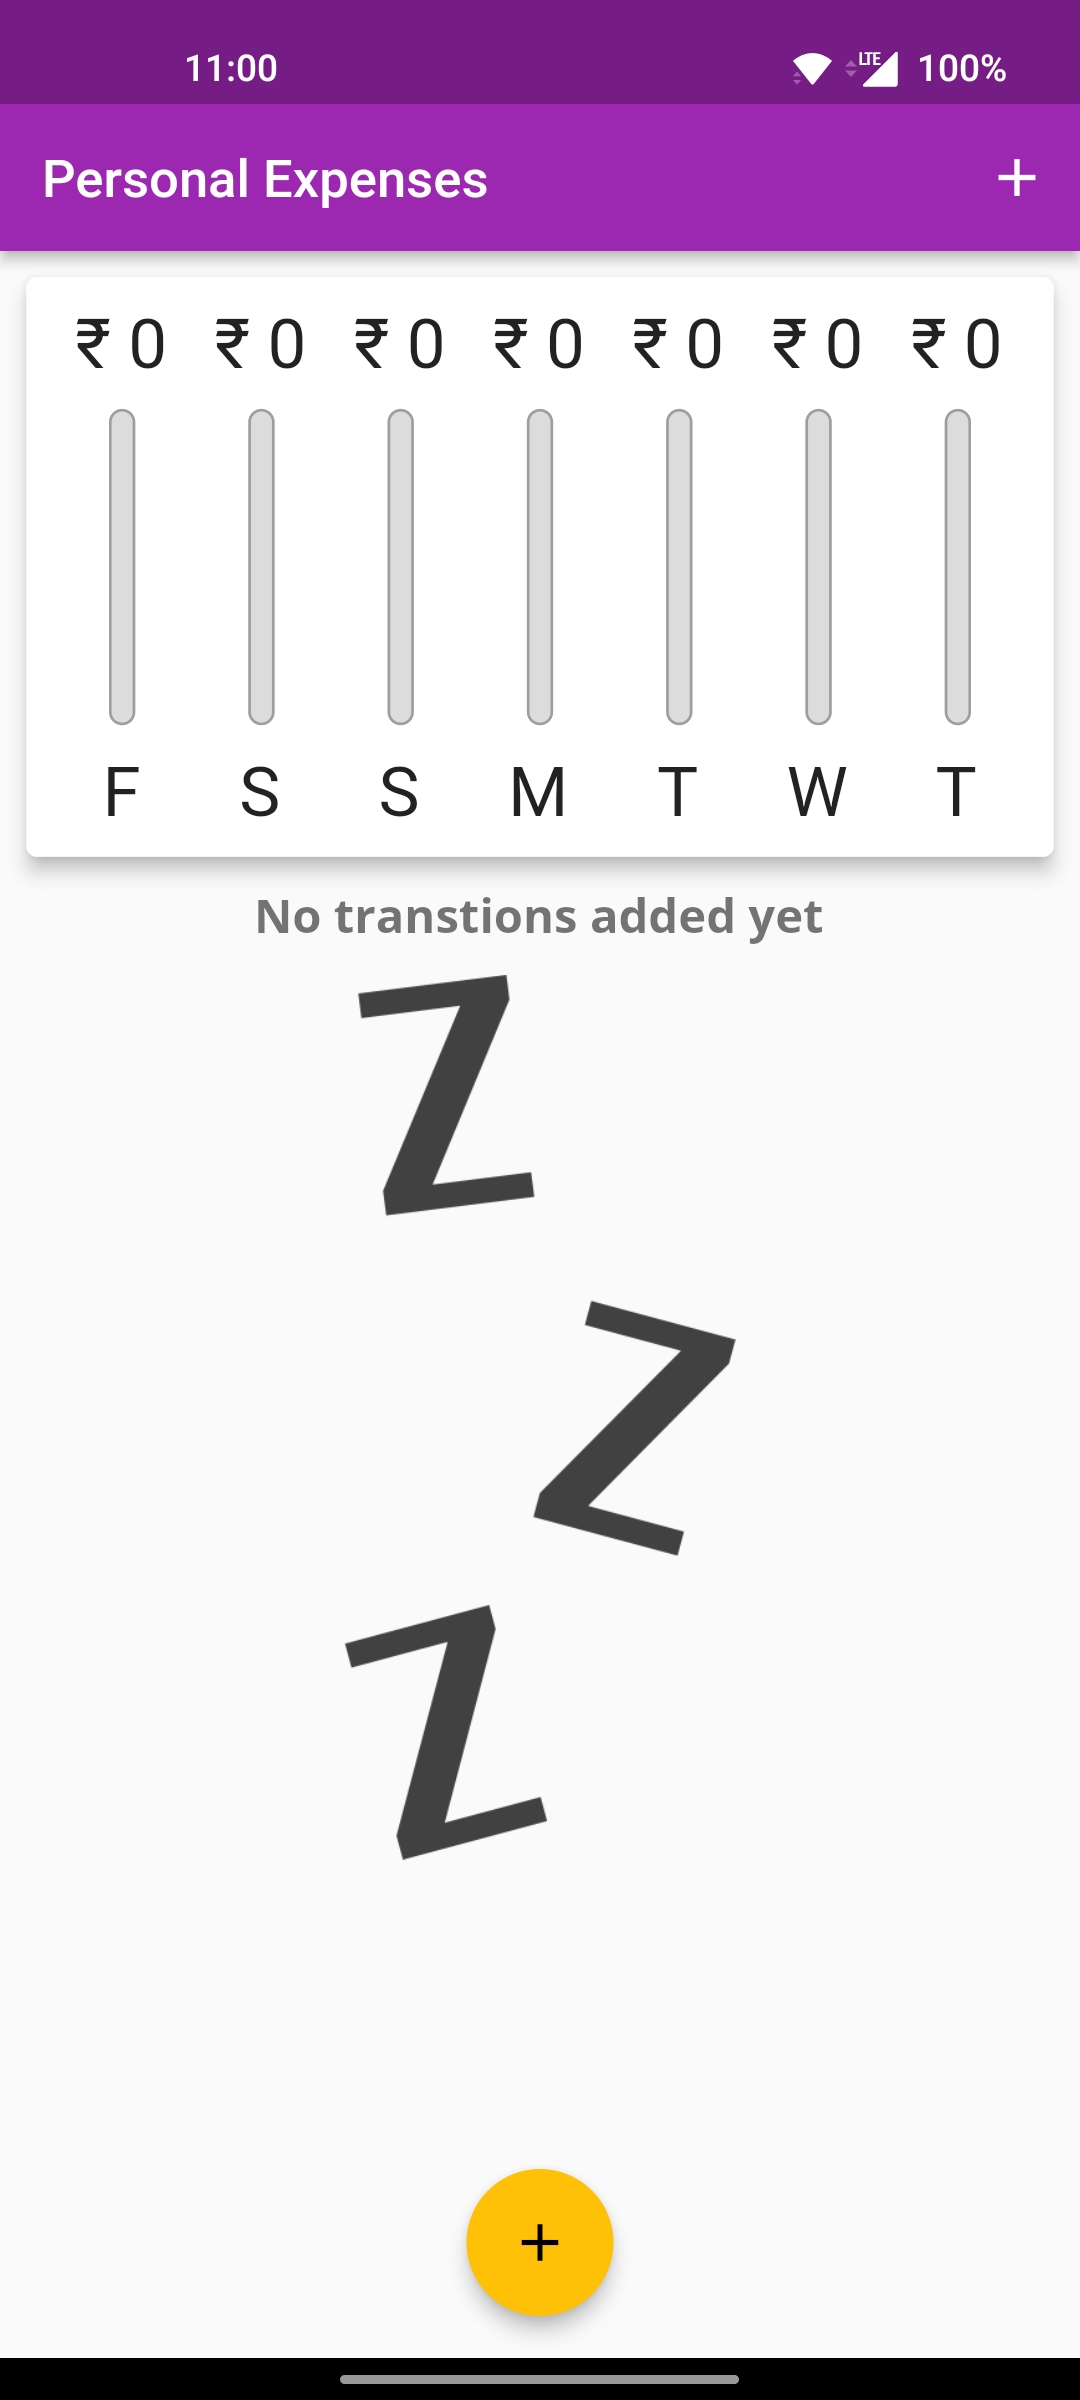 11:00 LTE 100%
Personal Expenses +
₹ 0 ₹ 0 ₹ 0 ₹ 0 ₹ 0 ₹ 0 ₹ 0
F S S M T W T
No transtions added yet
Z
Z
Z
+